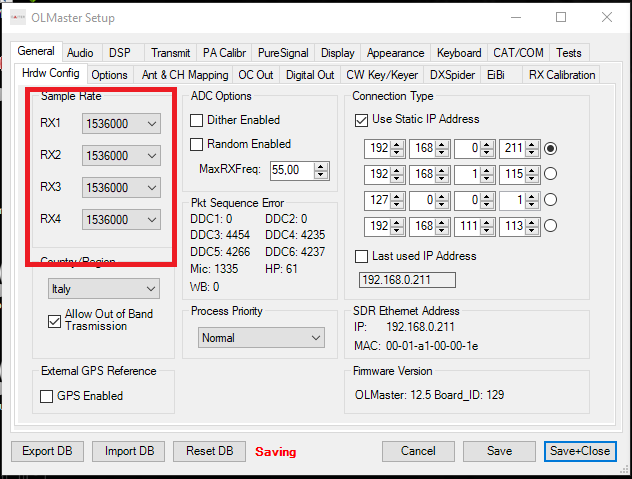 OLMaster Setup
General Audio DSP Transmit PA Calibr PureSignal Display Appearance Keyboard CAT/COM Tests
Hrdw Config Options Ant & CH Mapping OC Out Digital Out CW Key/Keyer DXSpider EiBi RX Calibration
Sample Rate
RX1 1536000
RX2 1536000
RX3 1536000
RX4 1536000
Country/Region
Italy
Allow Out of Band
Trasmission
External GPS Reference
GPS Enabled
ADC Options
Dither Enabled
Random Enabled
MaxRXFreq: 55,00
Pkt Sequence Error
DDC1: 0 DDC2: 0
DDC3: 4454 DDC4: 4235
DDC5: 4266 DDC6: 4237
Mic: 1335 HP: 61
WB: 0
Process Priority
Normal
Connection Type
Use Static IP Address
192 168 0 211
192 168 1 115
127 0 0 1
192 168 111 113
Last used IP Address
192.168.0.211
SDR Ethernet Address
IP: 192.168.0.211
MAC: 00-01-a1-00-00-1e
Firmware Version
OLMaster: 12.5 Board_ID: 129
Export DB Import DB Reset DB Saving Cancel Save Save+Close